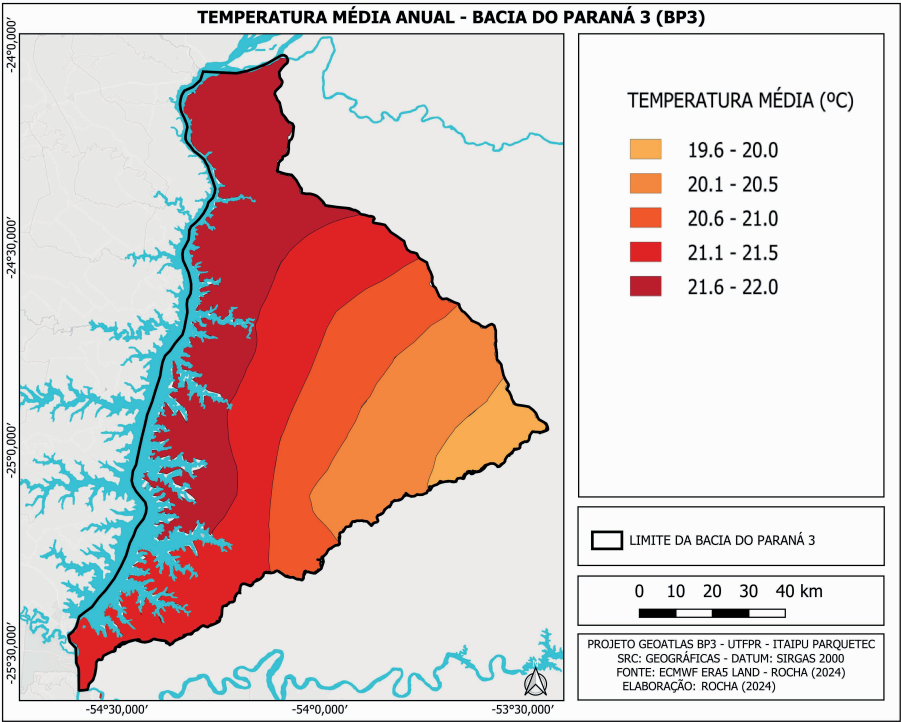 TEMPERATURA MÉDIA ANUAL - BACIA DO PARANÁ 3 (BP3)
-24°0,000'
-24°30,000'
-25°0,000'
-25°30,000'
-54°30,000'
-54°0,000'
-53°30,000'
TEMPERATURA MÉDIA (ºC)
19.6 - 20.0
20.1 - 20.5
20.6 - 21.0
21.1 - 21.5
21.6 - 22.0
LIMITE DA BACIA DO PARANÁ 3
0 10 20 30 40 km
PROJETO GEOATLAS BP3 - UTFPR - ITAIPU PARQUETEC
SRC: GEOGRÁFICAS - DATUM: SIRGAS 2000
FONTE: ECMWF ERA5 LAND - ROCHA (2024)
ELABORAÇÃO: ROCHA (2024)